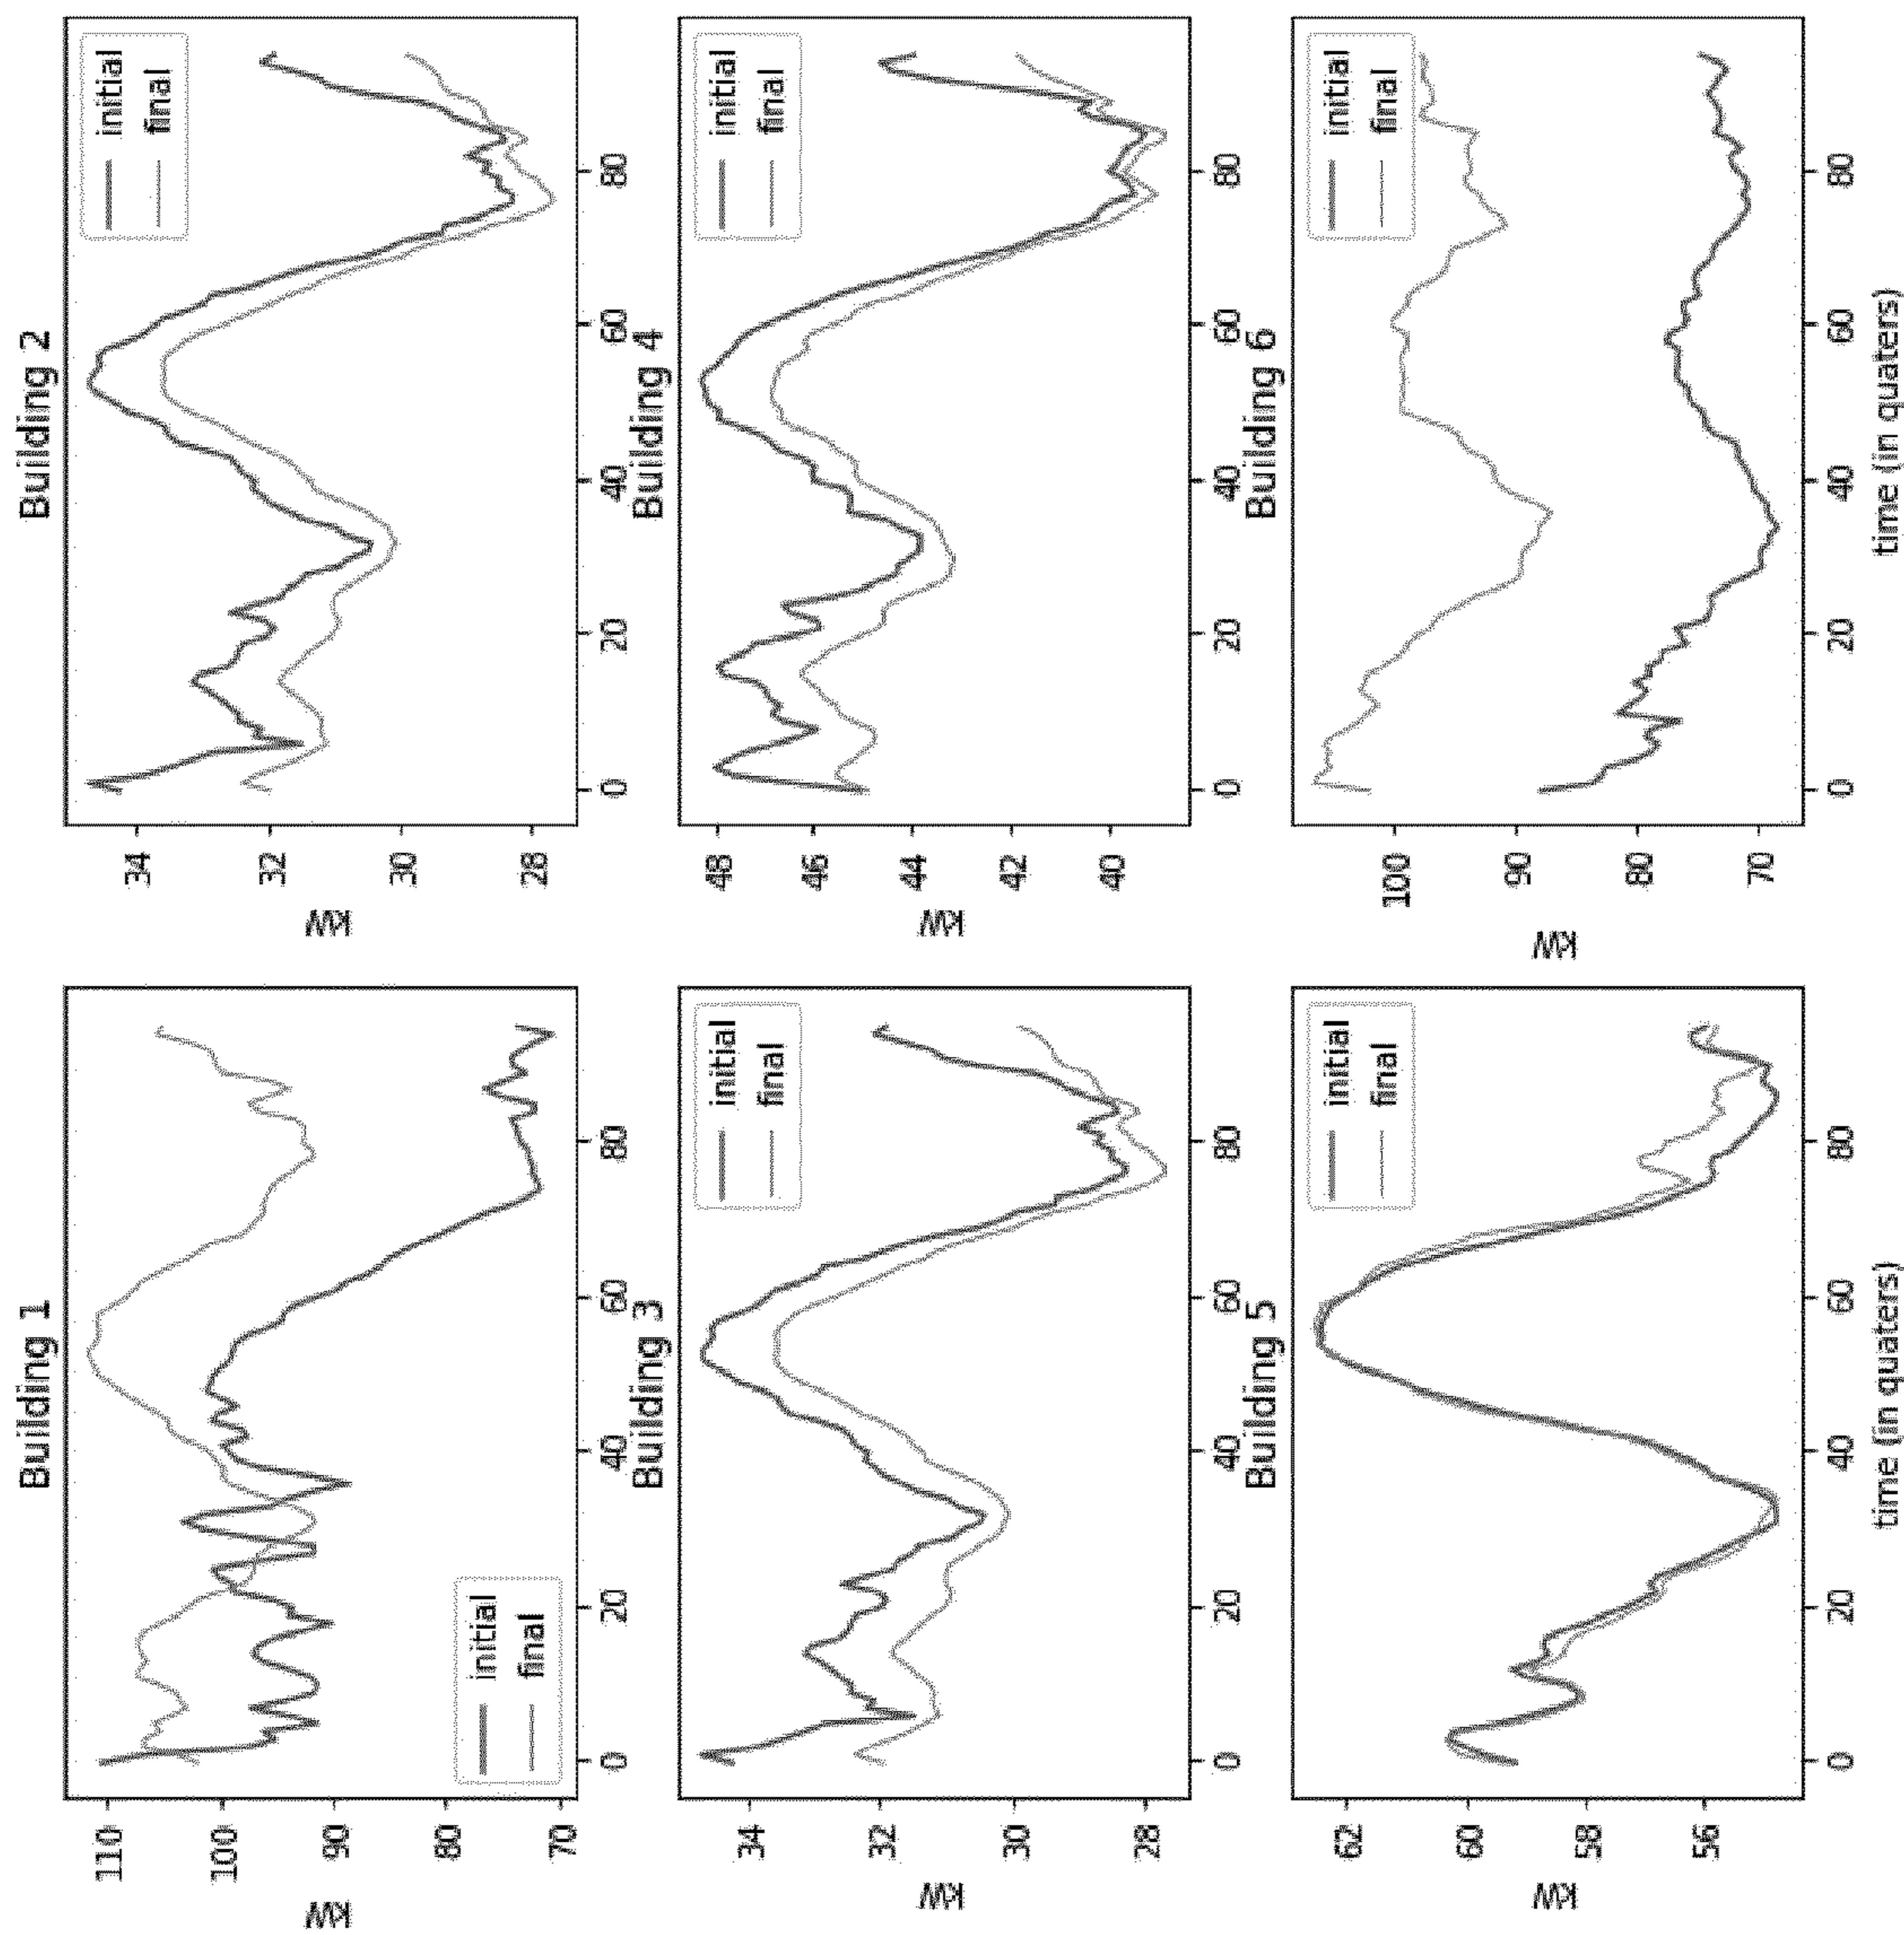 Building 1
kW
110
100
90
80
70
0
20
40
60
80
initial
final
Building 2
kW
34
32
30
28
0
20
40
60
80
initial
final
Building 3
kW
34
32
30
28
0
20
40
60
80
initial
final
Building 4
kW
48
46
44
42
40
0
20
40
60
80
initial
final
Building 5
kW
62
60
58
56
0
20
40
60
80
time (in quaters)
initial
final
Building 6
kW
100
90
80
70
0
20
40
60
80
time (in quaters)
initial
final